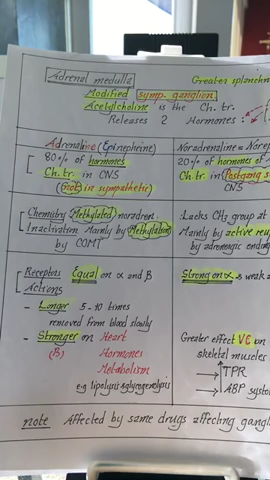 Adrenal medulla
Greater splanchn
Modified symp. ganglion
Acetylcholine is the Ch. tr.
Releases 2 Hormones :
Adrenaline (Epinephrine)
80% of hormones
Ch. tr. in CNS
(not in sympathetic)
Noradrenaline = Norep
20% of hormones of
Ch. tr. in Postgang s
CNS
Chemistry Methylated noradren.
Inactivation Mainly by Methylation
by COMT
:Lacks CH3 group at
Mainly by active reu
by adrenergic endin
Receptors Equal on α and β
Actions
- Longer 5-10 times
removed from blood slowly
- Stronger on Heart
(β) Hormones
Metabolism
e.g lipolysis & glycogenolysis
Strong on α & weak a
Greater effect VC on
skeletal muscles
→ ↑ TPR
→ ↑ ABP systo
note Affected by same drugs affecting gangl